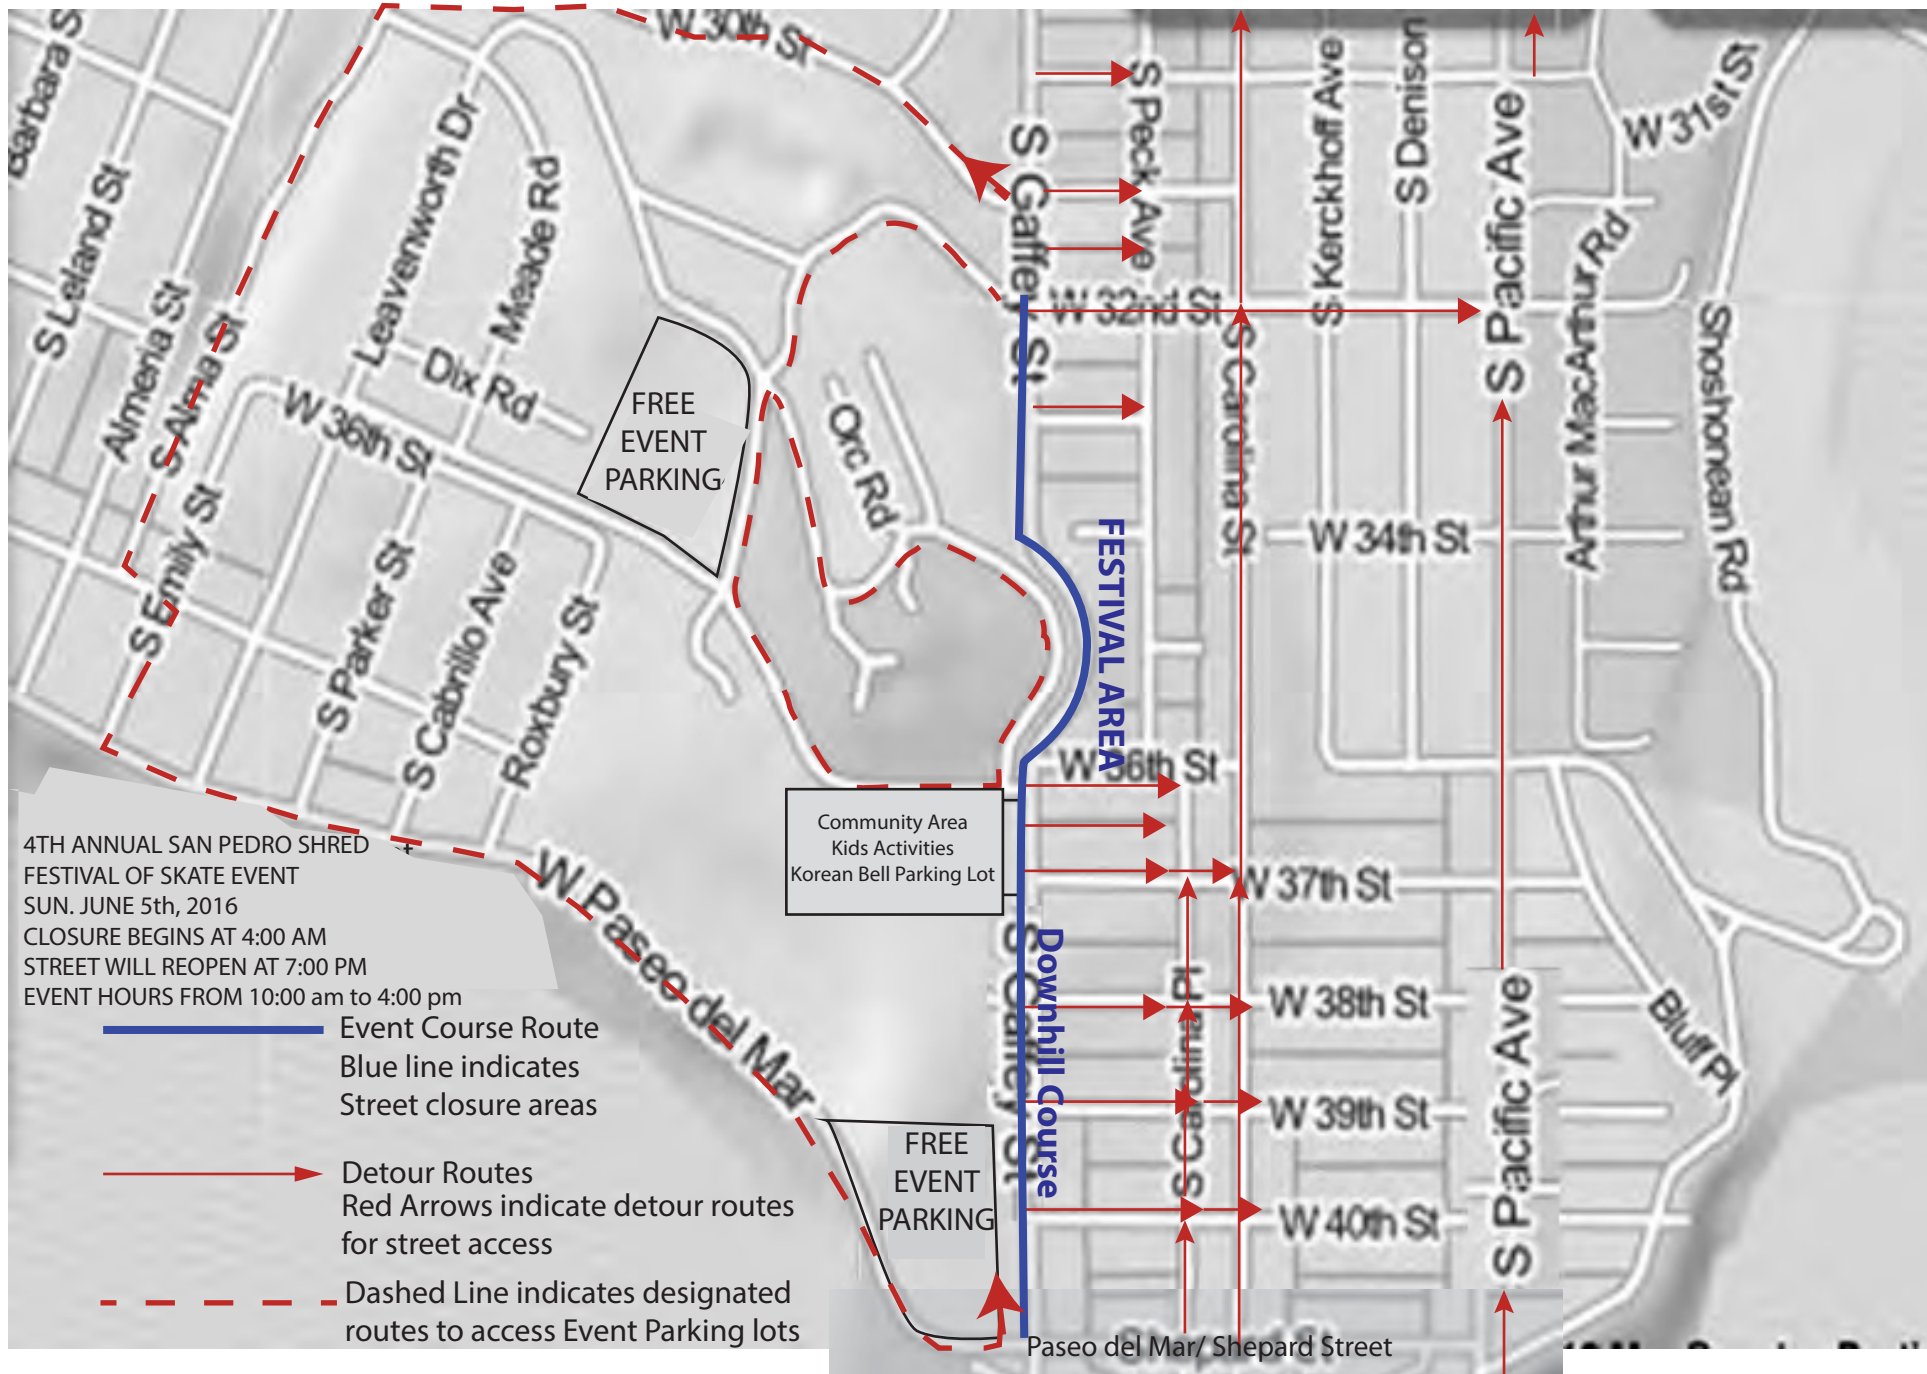 W 30th St
Barbara S
S Leland St
Almeria St
S Alma St
S Emily St
Leavenworth Dr
Meade Rd
Dix Rd
W 36th St
S Parker St
S Cabrillo Ave
Roxbury St
Orc Rd
FREE
EVENT
PARKING
S Gaffey St
S Peck Ave
W 32nd St
S Carolina St
S Kerckhoff Ave
S Denison
S Pacific Ave
W 31st St
Arthur MacArthur Rd
Shoshonean Rd
W 34th St
FESTIVAL AREA
W 36th St
Community Area
Kids Activities
Korean Bell Parking Lot
W 37th St
S Gaffey St
Downhill Course
S Carolina Pl
W 38th St
W 39th St
W 40th St
S Pacific Ave
Bluff Pl
W Paseo del Mar
FREE
EVENT
PARKING
Paseo del Mar/ Shepard Street
4TH ANNUAL SAN PEDRO SHRED
FESTIVAL OF SKATE EVENT
SUN. JUNE 5th, 2016
CLOSURE BEGINS AT 4:00 AM
STREET WILL REOPEN AT 7:00 PM
EVENT HOURS FROM 10:00 am to 4:00 pm
Event Course Route
Blue line indicates
Street closure areas
Detour Routes
Red Arrows indicate detour routes
for street access
Dashed Line indicates designated
routes to access Event Parking lots